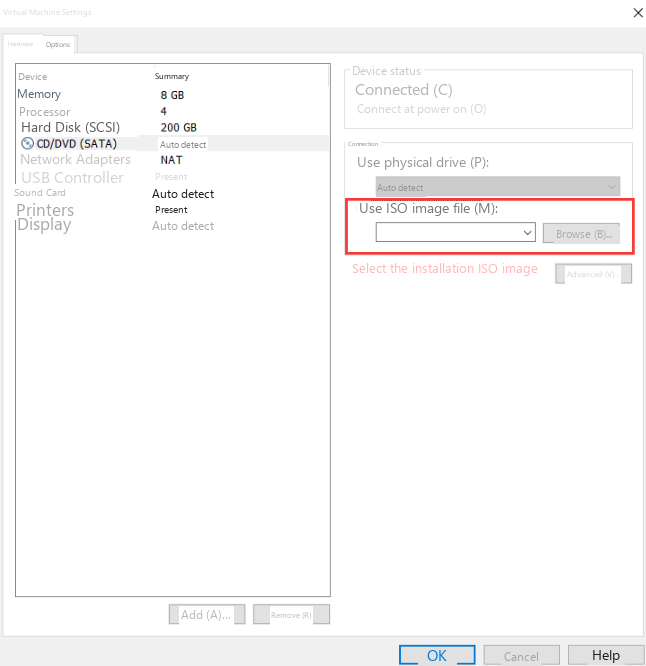 Virtual Machine Settings
Hardware
Options
Device Summary
Memory 8 GB
Processor 4
Hard Disk (SCSI) 200 GB
CD/DVD (SATA) Auto detect
Network Adapters NAT
USB Controller Present
Sound Card Auto detect
Printers Present
Display Auto detect
Add (A)...
Remove (R)
Device status
Connected (C)
Connect at power on (O)
Connection
Use physical drive (P):
Auto detect
Use ISO image file (M):
Browse (B)...
Select the installation ISO image
Advanced (V)...
OK
Cancel
Help